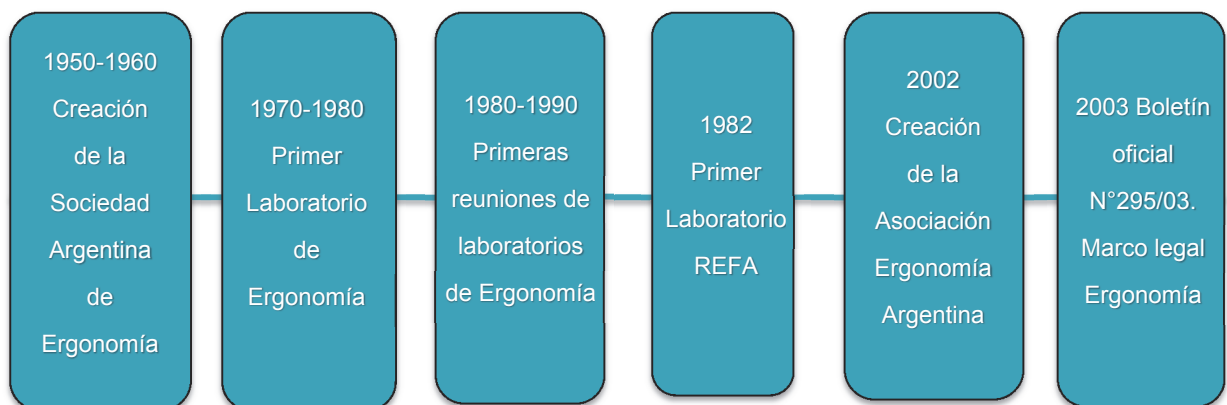 1950-1960
Creación
de la
Sociedad
Argentina
de
Ergonomía
1970-1980
Primer
Laboratorio
de
Ergonomía
1980-1990
Primeras
reuniones de
laboratorios
de Ergonomía
1982
Primer
Laboratorio
REFA
2002
Creación
de la
Asociación
Ergonomía
Argentina
2003 Boletín
oficial
N°295/03.
Marco legal
Ergonomía